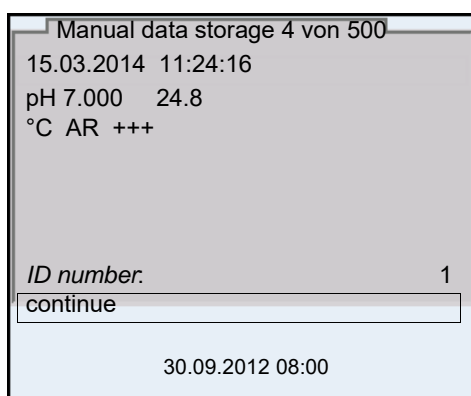 Manual data storage 4 von 500
15.03.2014 11:24:16
pH 7.000 24.8
°C AR +++
ID number: 1
continue
30.09.2012 08:00